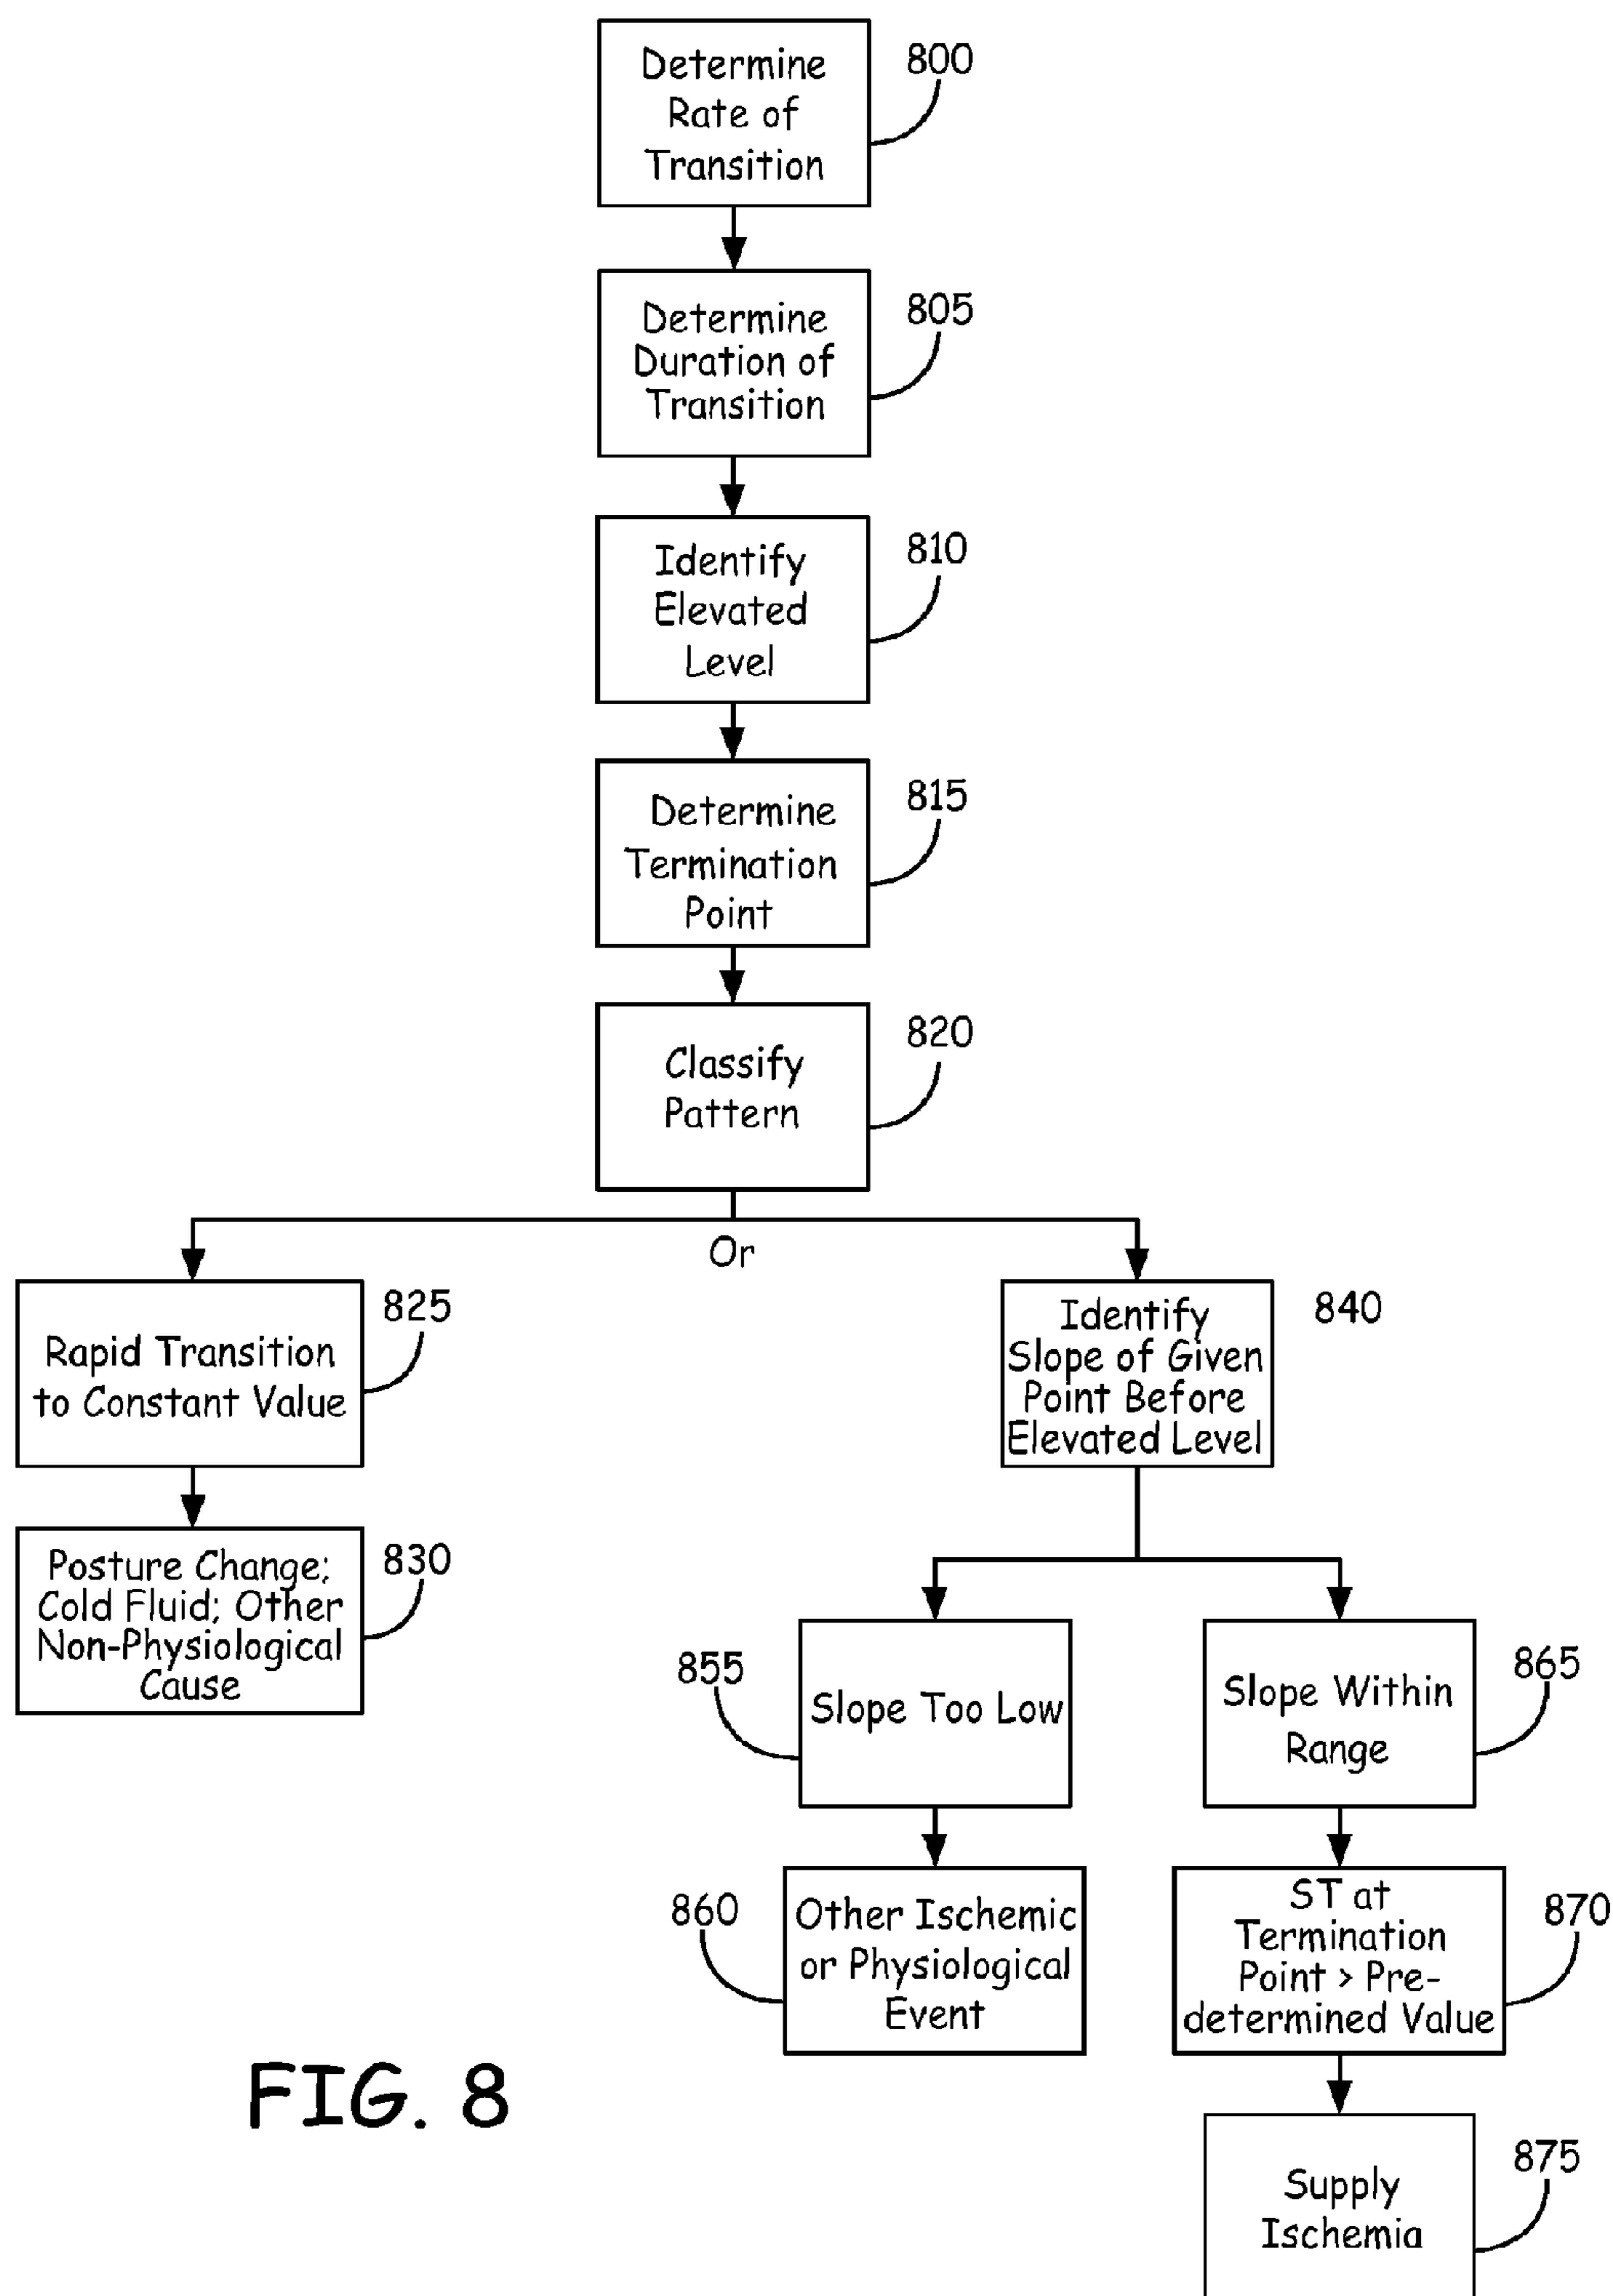 Determine
Rate of
Transition
800
Determine
Duration of
Transition
805
Identify
Elevated
Level
810
Determine
Termination
Point
815
Classify
Pattern
820
Or
Rapid Transition
to Constant Value
825
Posture Change;
Cold Fluid; Other
Non-Physiological
Cause
830
Identify
Slope of Given
Point Before
Elevated Level
840
855
Slope Too Low
860
Other Ischemic
or Physiological
Event
Slope Within
Range
865
ST at
Termination
Point > Pre-
determined Value
870
Supply
Ischemia
875
FIG. 8